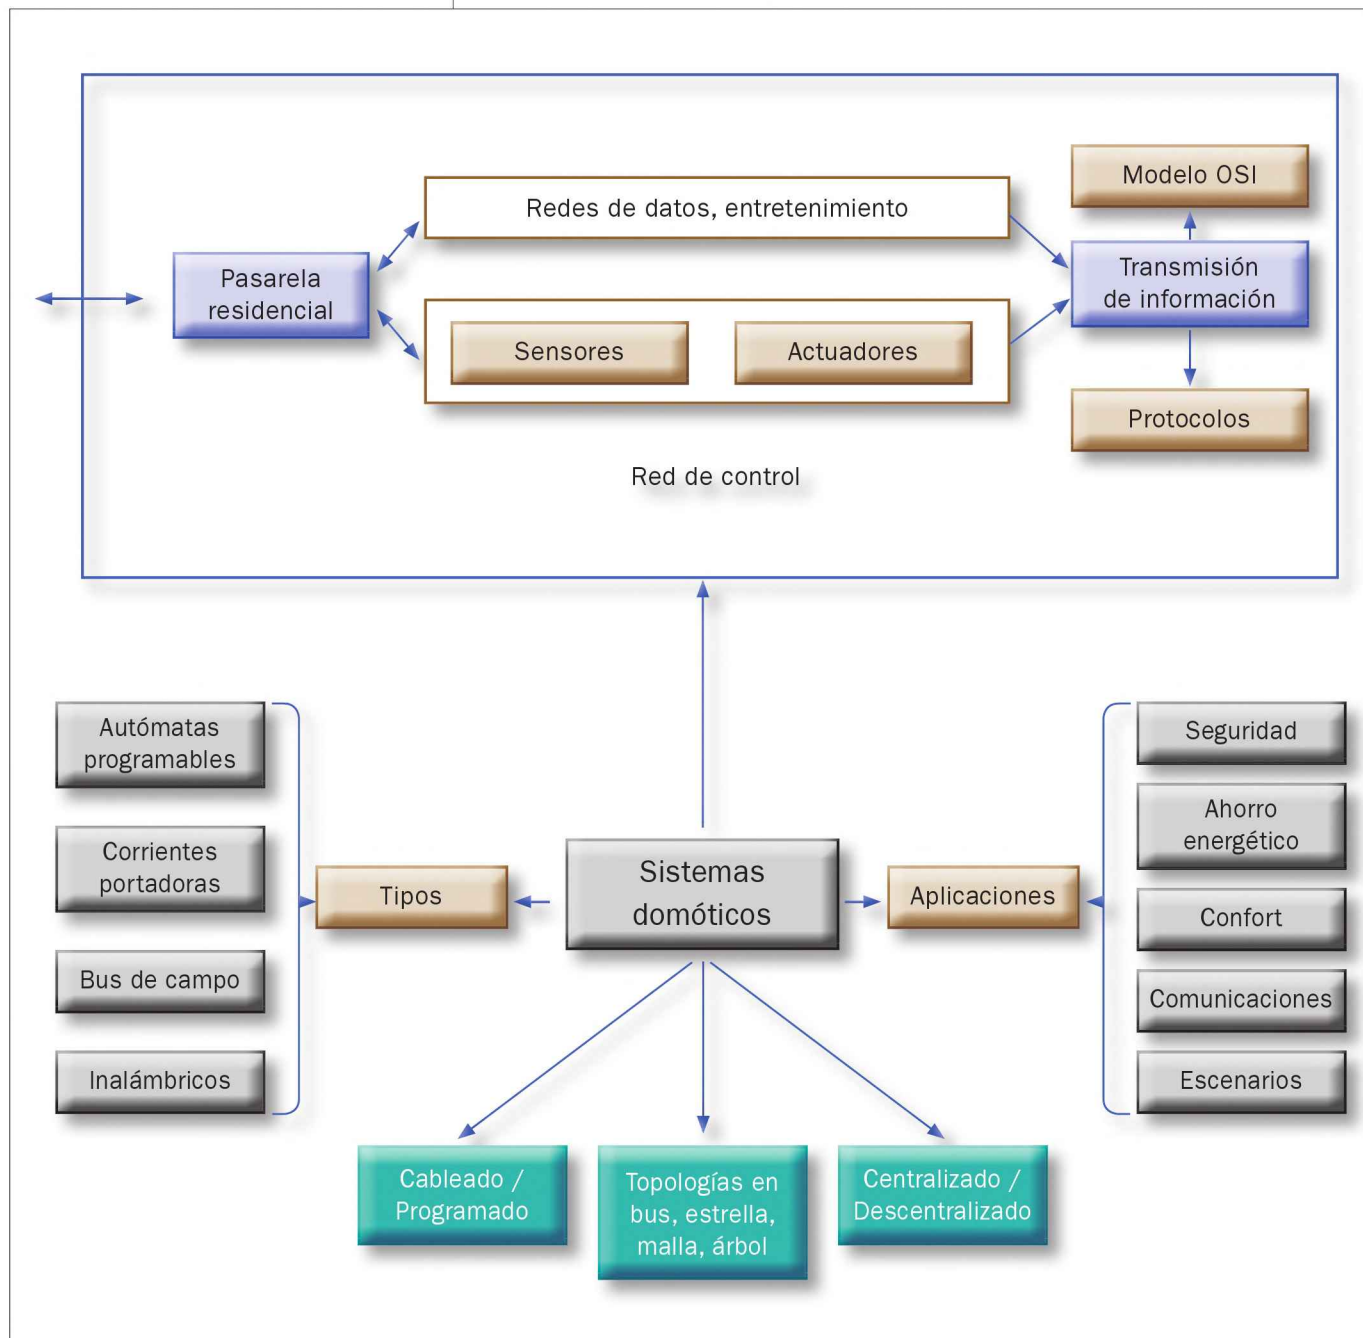 Redes de datos, entretenimiento
Modelo OSI
Pasarela
residencial
Transmisión
de información
Sensores
Actuadores
Protocolos
Red de control
Autómatas
programables
Corrientes
portadoras
Bus de campo
Inalámbricos
Tipos
Sistemas
domóticos
Aplicaciones
Seguridad
Ahorro
energético
Confort
Comunicaciones
Escenarios
Cableado /
Programado
Topologías en
bus, estrella,
malla, árbol
Centralizado /
Descentralizado